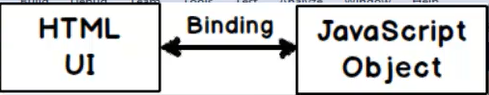 HTML
UI
Binding
JavaScript
Object